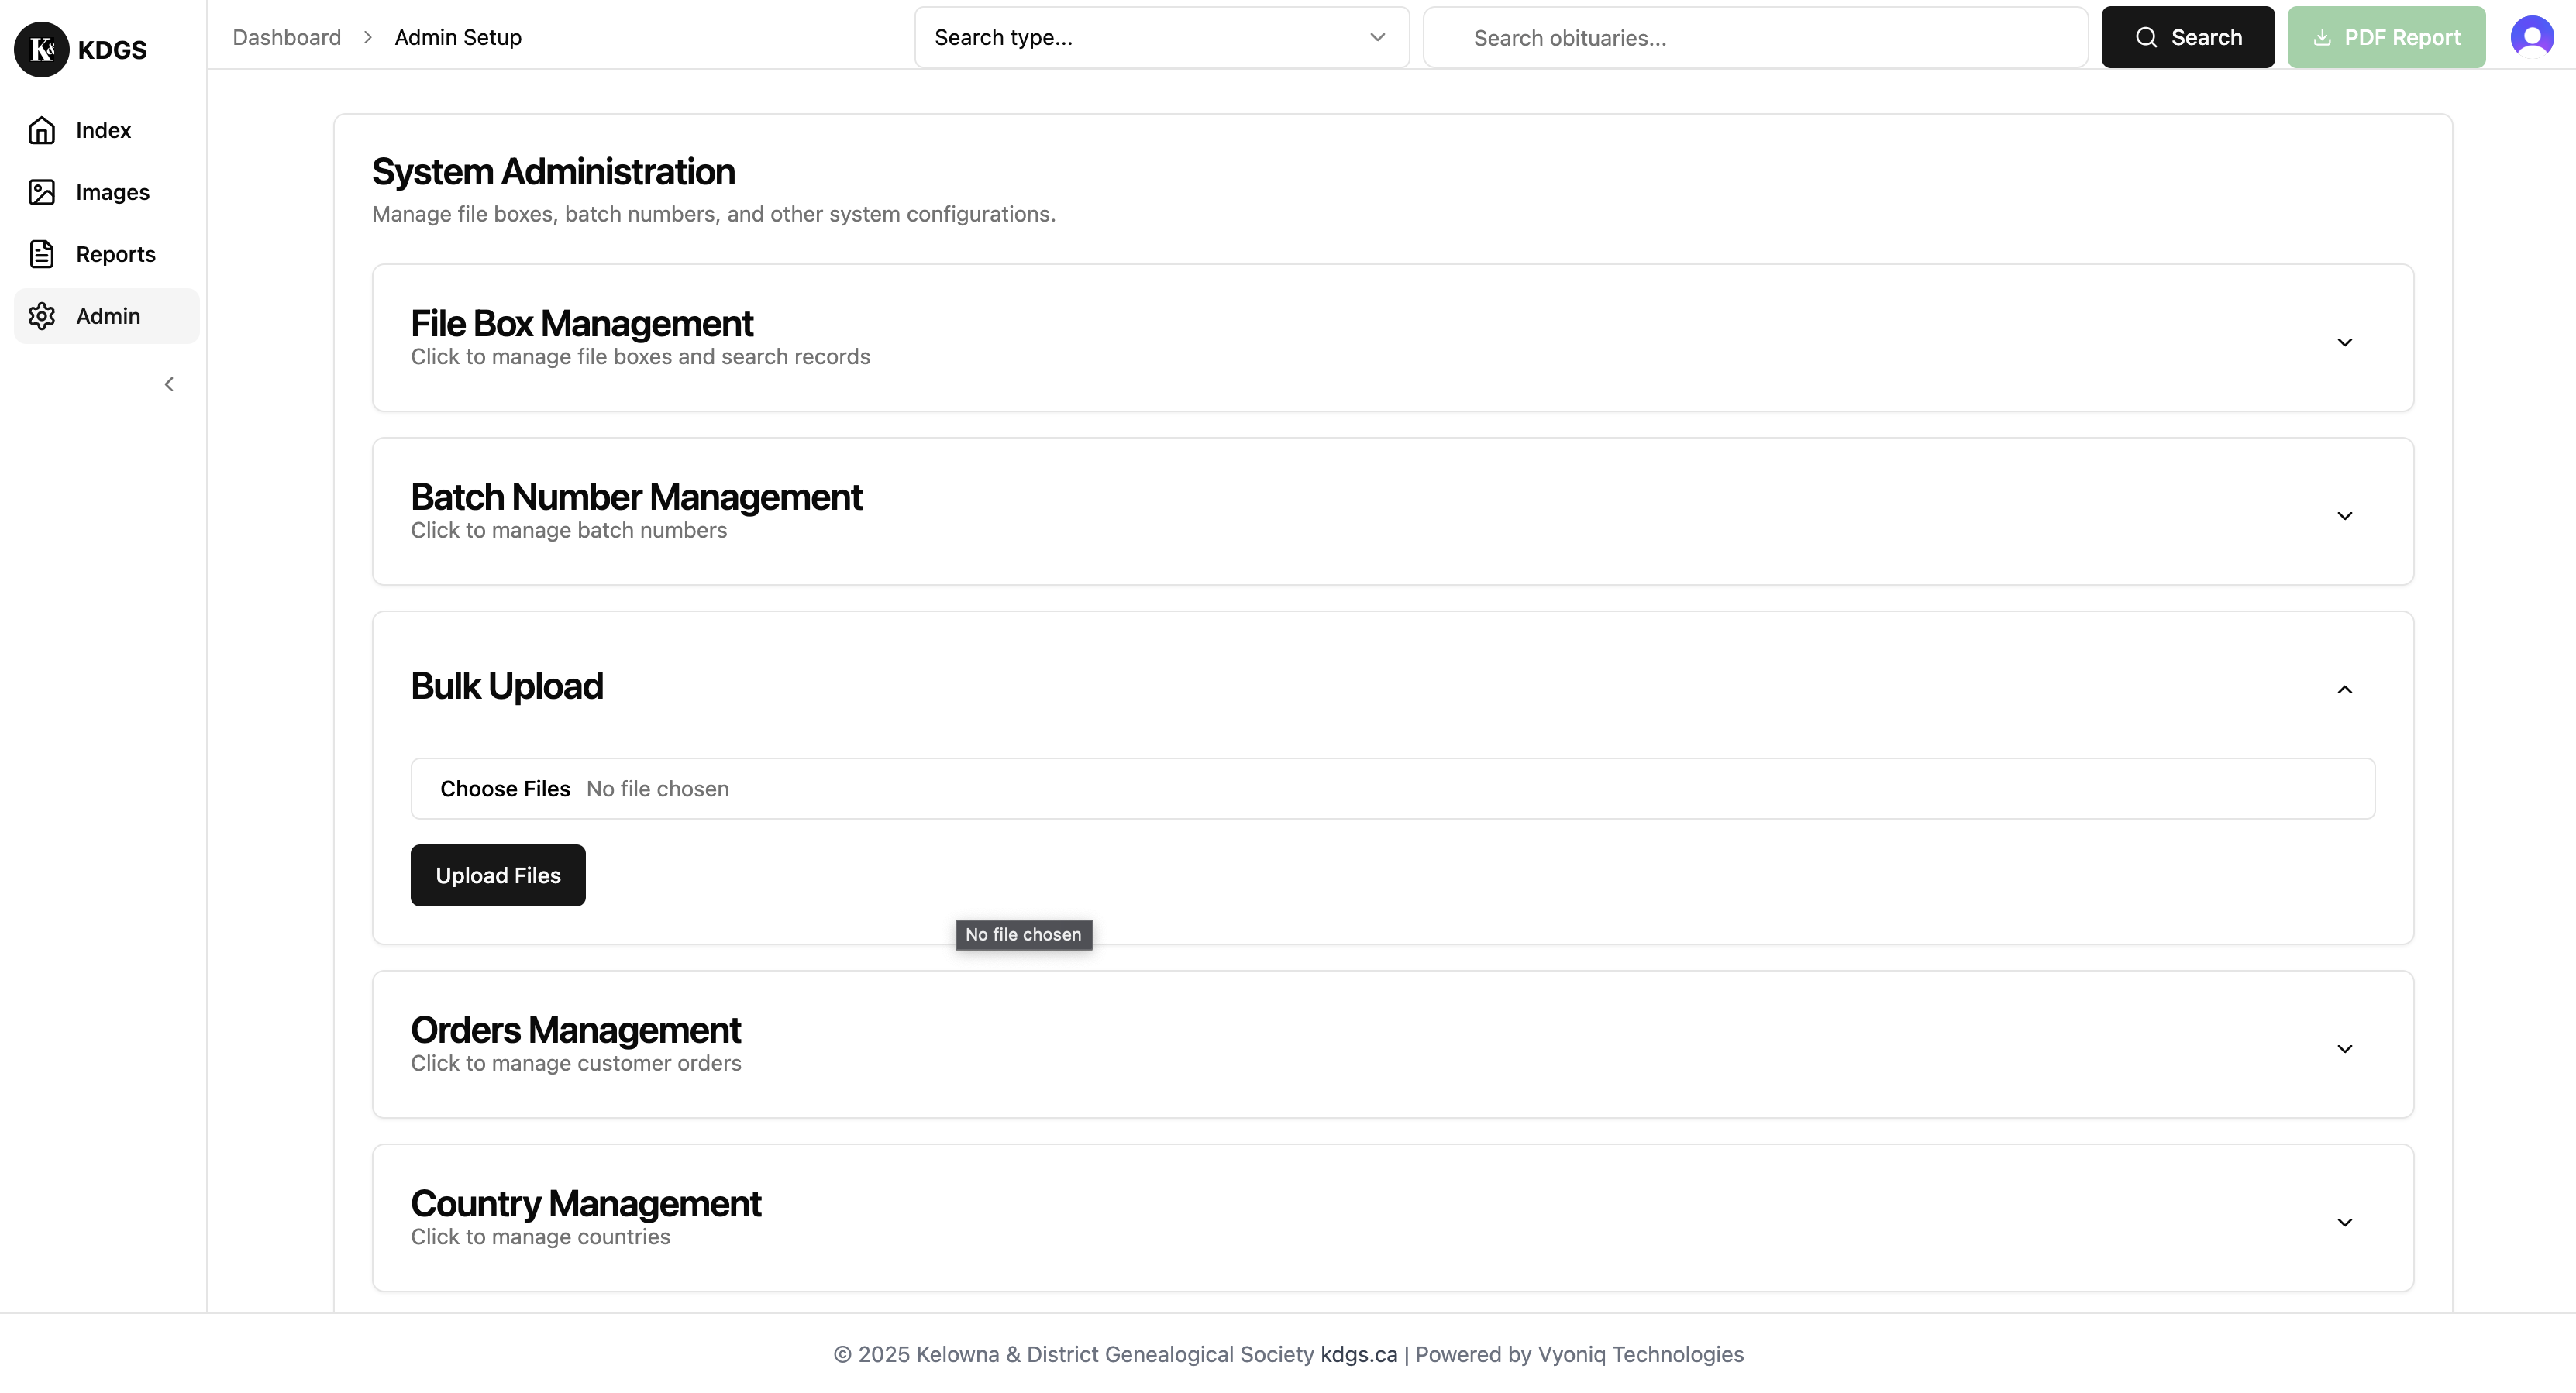 K& KDGS
Dashboard > Admin Setup
Search type...
Search obituaries...
Search
PDF Report
Index
Images
Reports
Admin
System Administration
Manage file boxes, batch numbers, and other system configurations.
File Box Management
Click to manage file boxes and search records
Batch Number Management
Click to manage batch numbers
Bulk Upload
Choose Files No file chosen
Upload Files
No file chosen
Orders Management
Click to manage customer orders
Country Management
Click to manage countries
© 2025 Kelowna & District Genealogical Society kdgs.ca | Powered by Vyoniq Technologies